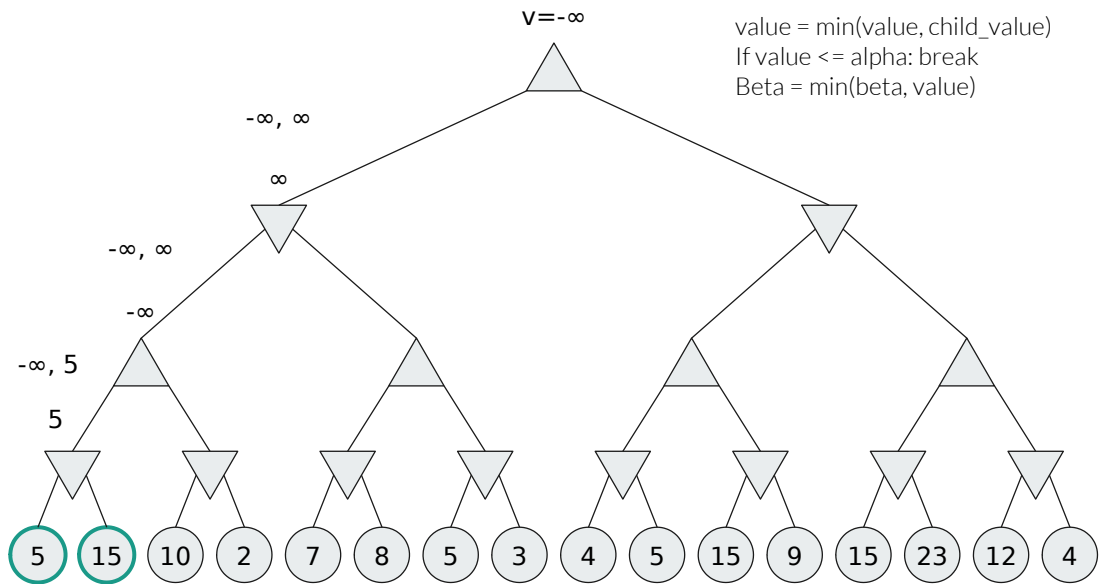 v=-∞
value = min(value, child_value)
If value <= alpha: break
Beta = min(beta, value)
-∞, ∞
∞
-∞, ∞
-∞
-∞, 5
5
5 15 10 2 7 8 5 3 4 5 15 9 15 23 12 4